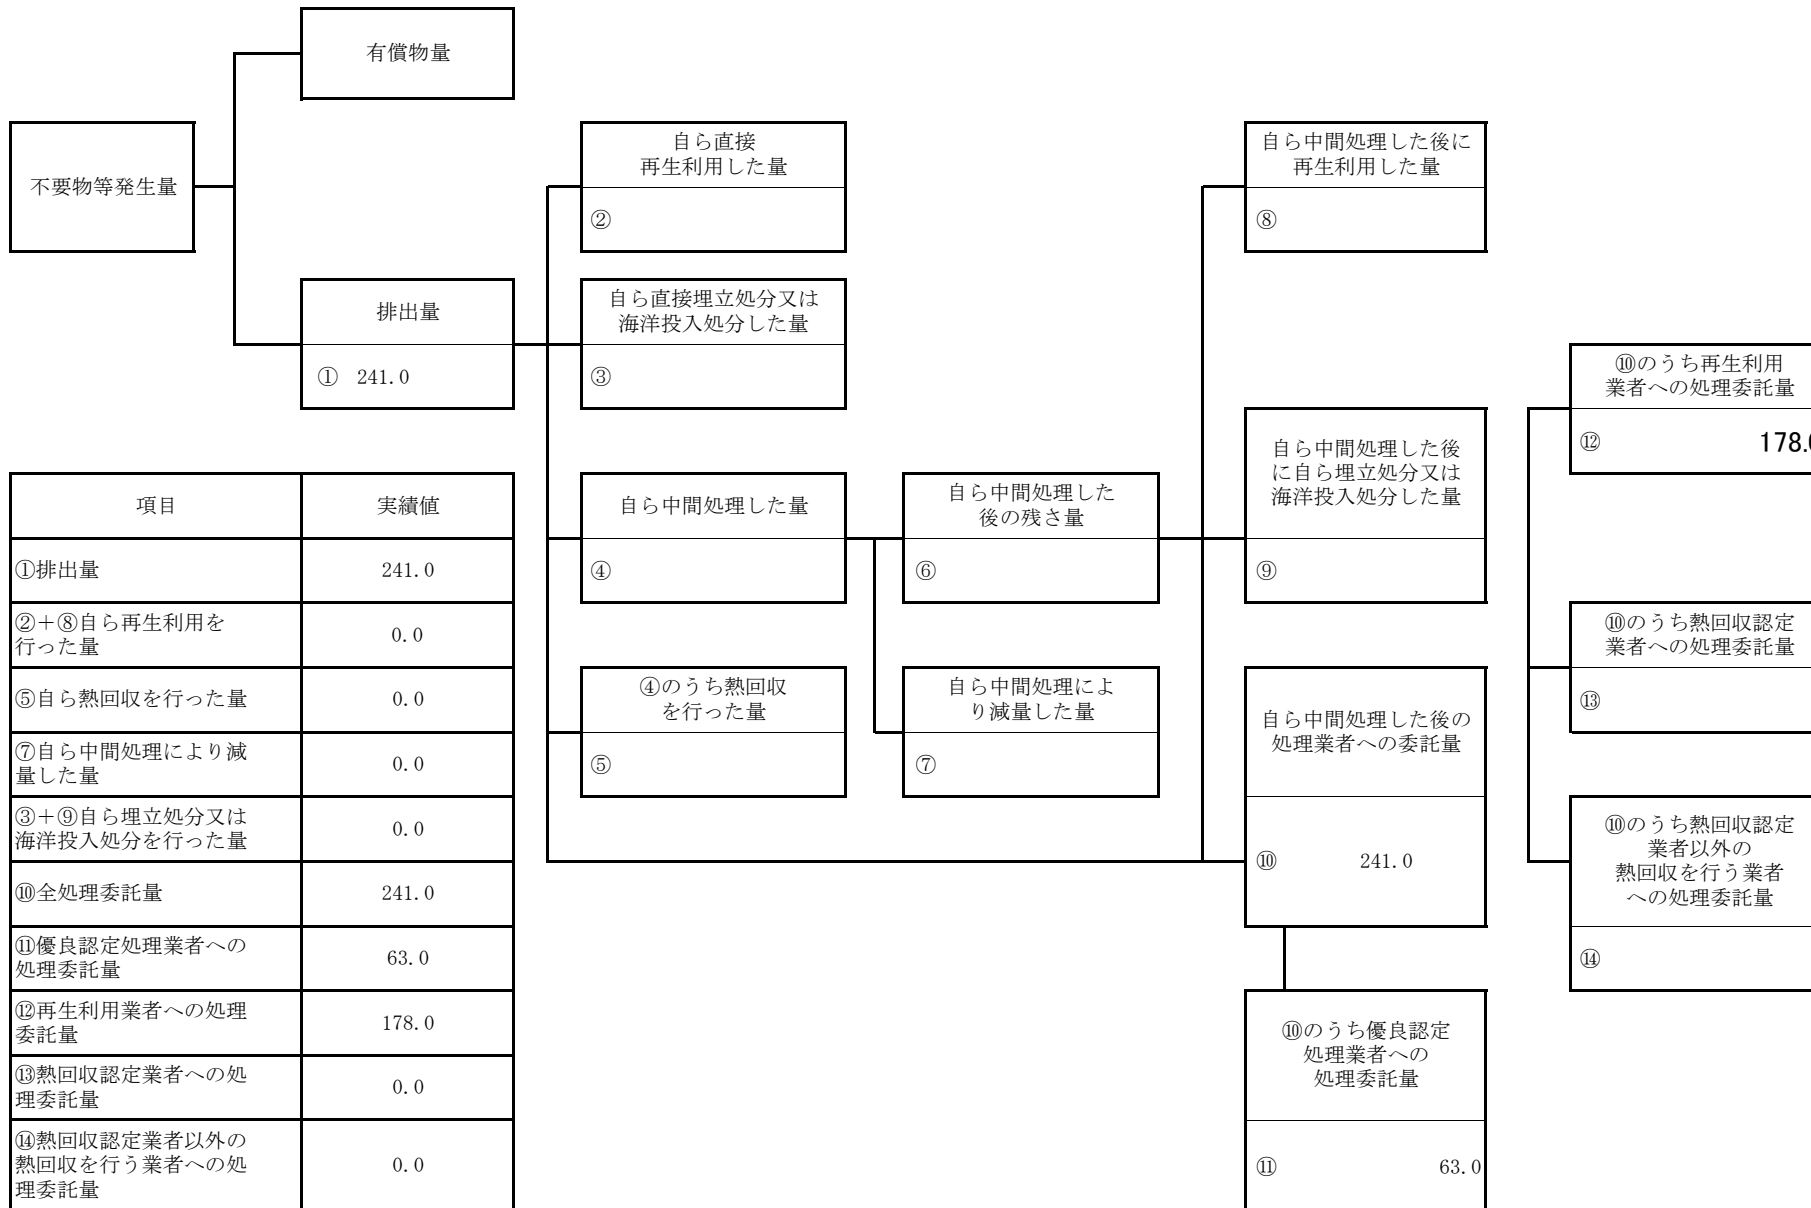 有償物量
不要物等発生量
排出量
① 241.0
自ら直接
再生利用した量
②
自ら直接埋立処分又は
海洋投入処分した量
③
自ら中間処理した量
④
④のうち熱回収
を行った量
⑤
自ら中間処理した
後の残さ量
⑥
自ら中間処理によ
り減量した量
⑦
自ら中間処理した後に
再生利用した量
⑧
自ら中間処理した後
に自ら埋立処分又は
海洋投入処分した量
⑨
自ら中間処理した後の
処理業者への委託量
⑩ 241.0
⑩のうち優良認定
処理業者への
処理委託量
⑪ 63.0
⑩のうち再生利用
業者への処理委託量
⑫ 178.
⑩のうち熱回収認定
業者への処理委託量
⑬
⑩のうち熱回収認定
業者以外の
熱回収を行う業者
への処理委託量
⑭
項目 実績値
①排出量 241.0
②+⑧自ら再生利用を
行った量 0.0
⑤自ら熱回収を行った量 0.0
⑦自ら中間処理により減
量した量 0.0
③+⑨自ら埋立処分又は
海洋投入処分を行った量 0.0
⑩全処理委託量 241.0
⑪優良認定処理業者への
処理委託量 63.0
⑫再生利用業者への処理
委託量 178.0
⑬熱回収認定業者への処
理委託量 0.0
⑭熱回収認定業者以外の
熱回収を行う業者への処
理委託量 0.0